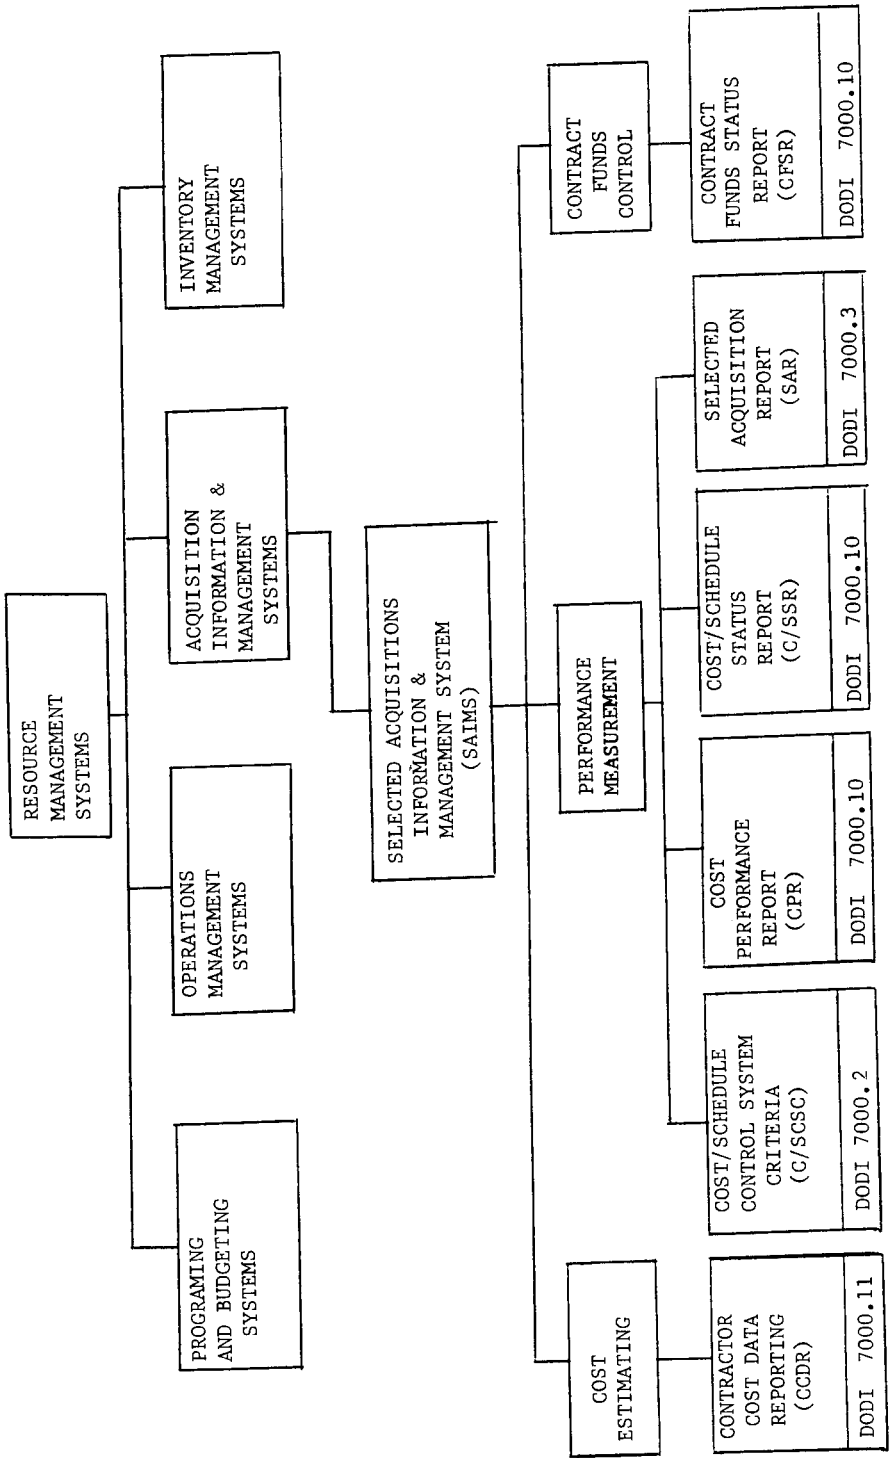 RESOURCE
MANAGEMENT
SYSTEMS
PROGRAMING
AND BUDGETING
SYSTEMS
OPERATIONS
MANAGEMENT
SYSTEMS
ACQUISITION
INFORMATION &
MANAGEMENT
SYSTEMS
INVENTORY
MANAGEMENT
SYSTEMS
SELECTED ACQUISITIONS
INFORMATION &
MANAGEMENT SYSTEM
(SAIMS)
COST
ESTIMATING
PERFORMANCE
MEASUREMENT
CONTRACT
FUNDS
CONTROL
CONTRACTOR
COST DATA
REPORTING
(CCDR)
DODI 7000.11
COST/SCHEDULE
CONTROL SYSTEM
CRITERIA
(C/SCSC)
DODI 7000.2
COST
PERFORMANCE
REPORT
(CPR)
DODI 7000.10
COST/SCHEDULE
STATUS
REPORT
(C/SSR)
DODI 7000.10
SELECTED
ACQUISITION
REPORT
(SAR)
DODI 7000.3
CONTRACT
FUNDS STATUS
REPORT
(CFSR)
DODI 7000.10